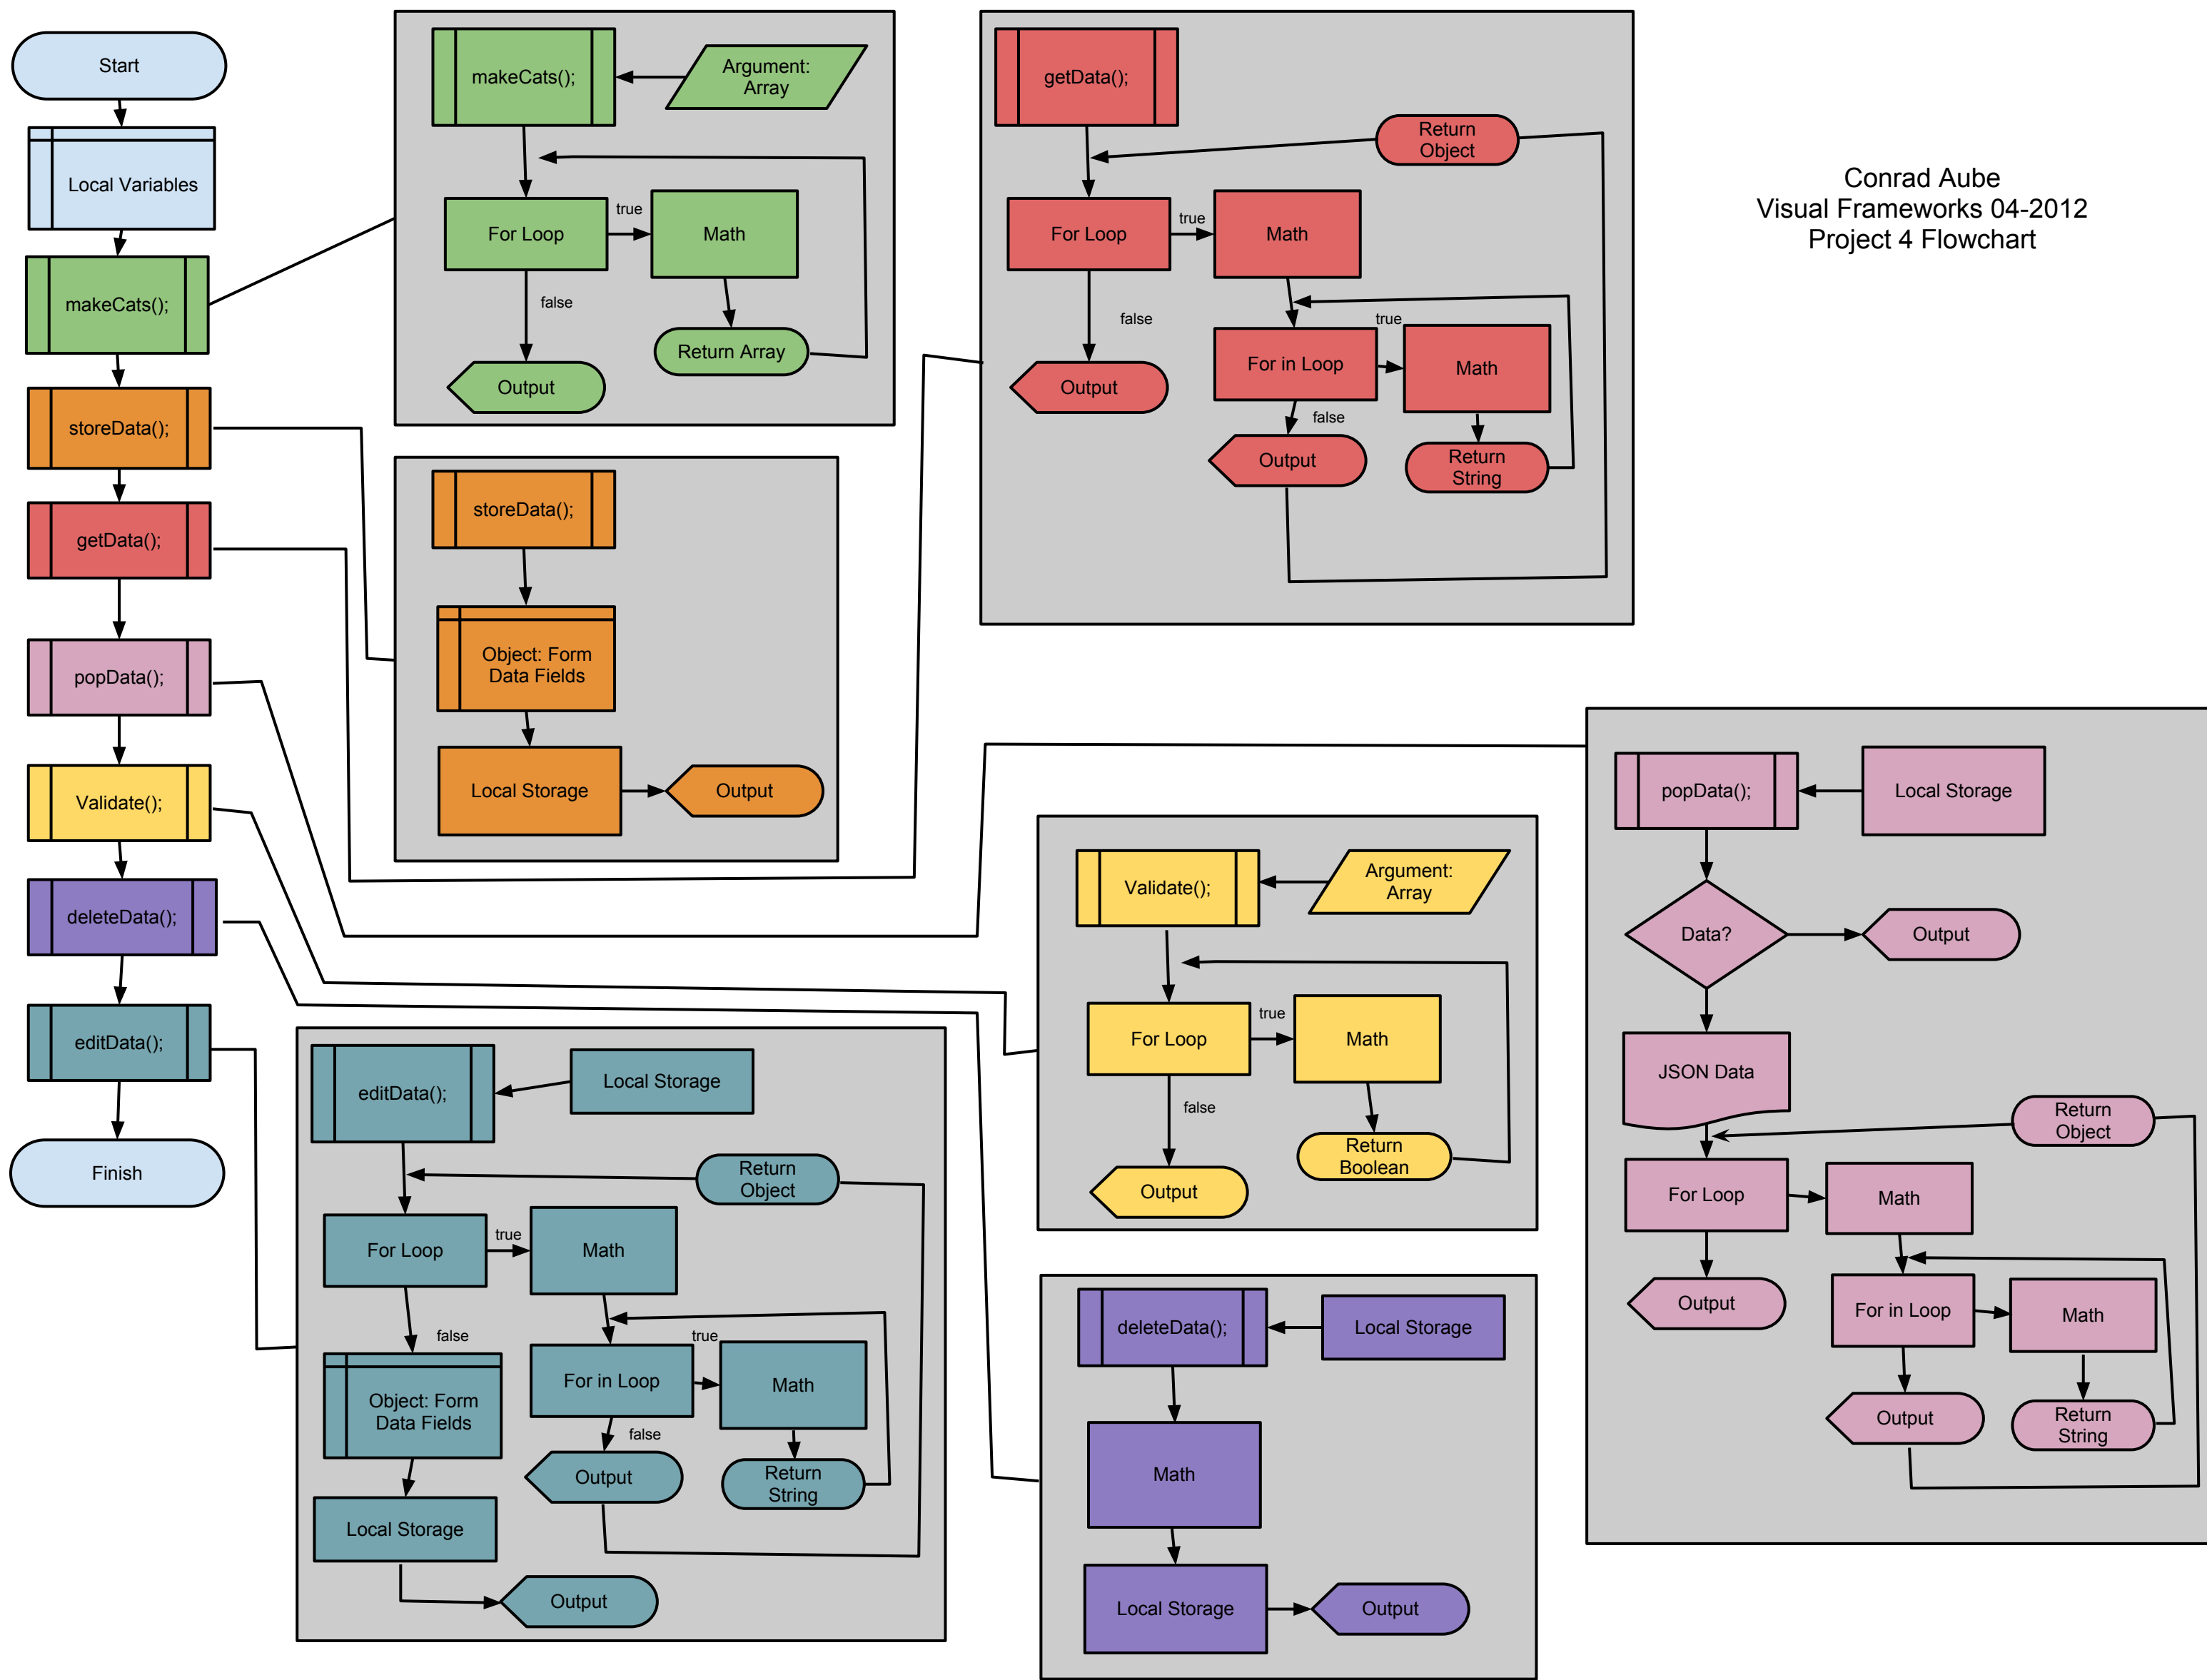 Start
Local Variables
makeCats();
storeData();
getData();
popData();
Validate();
deleteData();
editData();
Finish
makeCats();
Argument:
Array
For Loop
true
Math
false
Return Array
Output
storeData();
Object: Form
Data Fields
Local Storage
Output
getData();
Return
Object
For Loop
true
Math
false
Output
For in Loop
true
Math
false
Output
Return
String
Conrad Aube
Visual Frameworks 04-2012
Project 4 Flowchart
popData();
Local Storage
Data?
Output
JSON Data
Return
Object
For Loop
Math
Output
For in Loop
Math
Output
Return
String
Validate();
Argument:
Array
For Loop
true
Math
false
Return
Boolean
Output
editData();
Local Storage
Return
Object
For Loop
true
Math
false
For in Loop
true
Math
Object: Form
Data Fields
false
Output
Return
String
Local Storage
Output
deleteData();
Local Storage
Math
Local Storage
Output